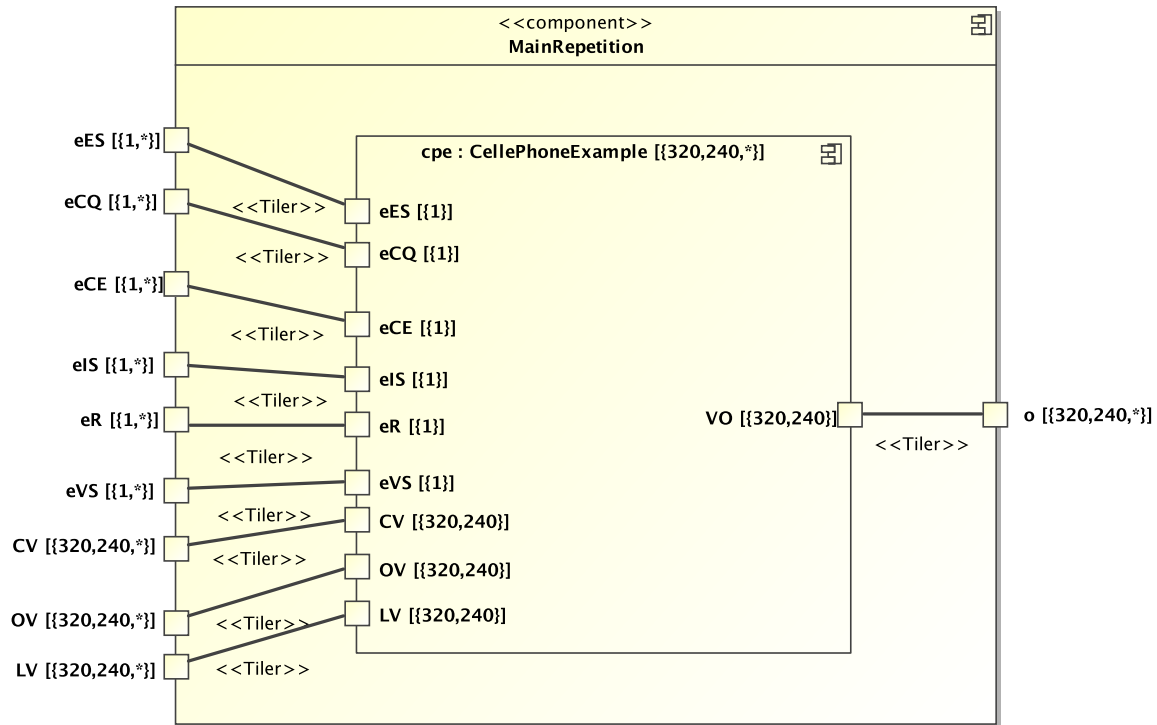 <<component>>
MainRepetition
eES [{1,*}]
cpe : CellePhoneExample [{320,240,*}]
eCQ [{1,*}]
<<Tiler>>
eES [{1}]
<<Tiler>>
eCQ [{1}]
eCE [{1,*}]
<<Tiler>>
eCE [{1}]
eIS [{1,*}]
eIS [{1}]
<<Tiler>>
eR [{1,*}]
eR [{1}]
VO [{320,240}]
o [{320,240,*}]
<<Tiler>>
<<Tiler>>
eVS [{1,*}]
eVS [{1}]
<<Tiler>>
CV [{320,240}]
CV [{320,240,*}]
<<Tiler>>
OV [{320,240}]
OV [{320,240,*}]
<<Tiler>>
LV [{320,240}]
LV [{320,240,*}]
<<Tiler>>